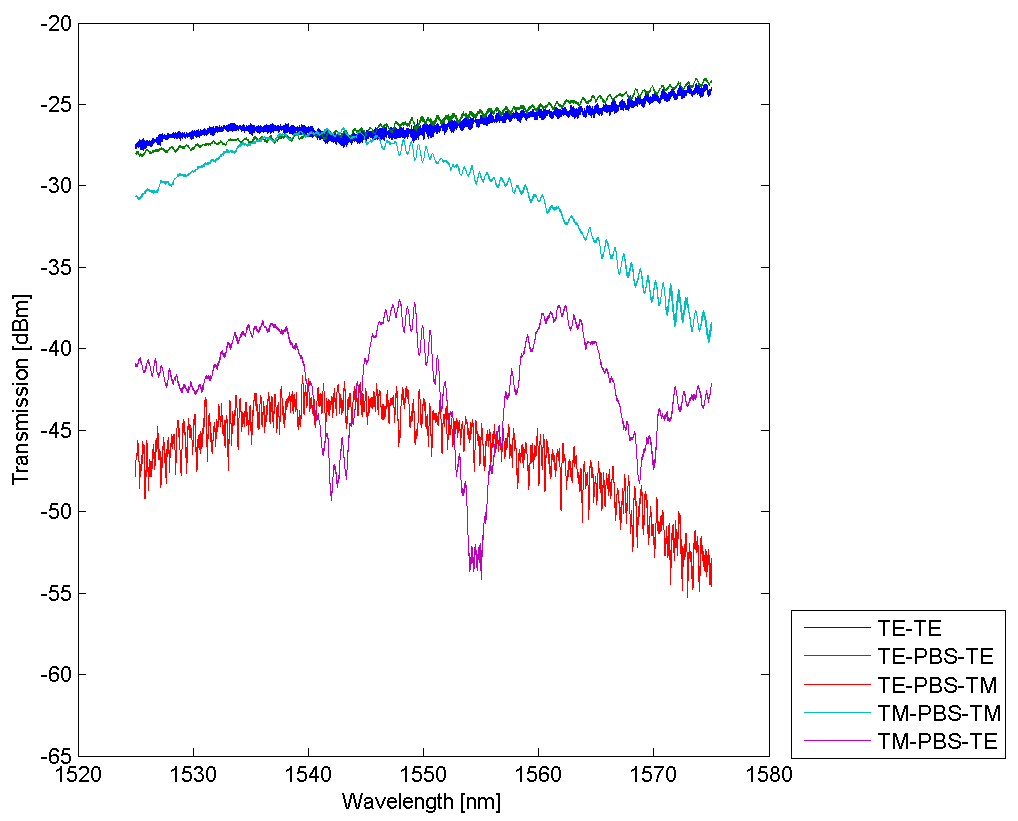 -20
-25
-30
-35
-40
-45
-50
-55
-60
-65
Transmission [dBm]
1520 1530 1540 1550 1560 1570 1580
Wavelength [nm]
TE-TE
TE-PBS-TE
TE-PBS-TM
TM-PBS-TM
TM-PBS-TE